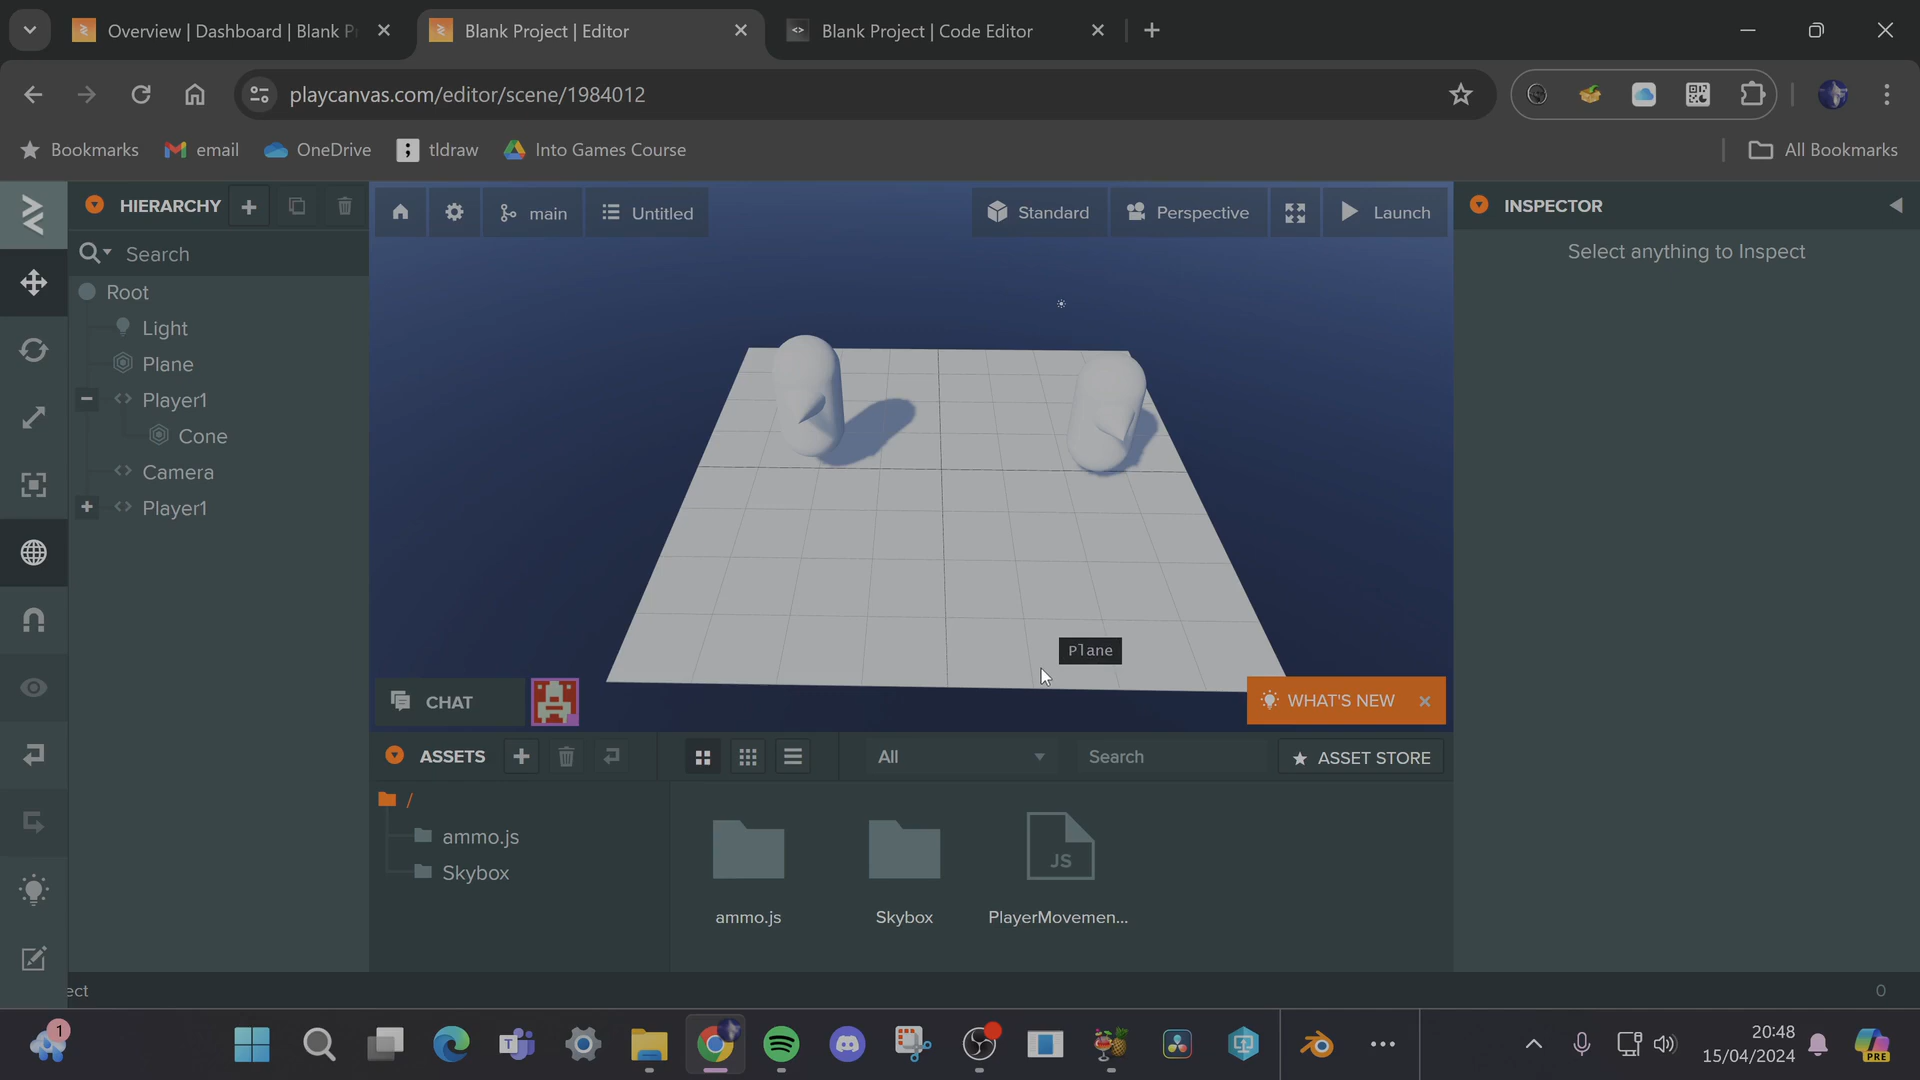 Overview | Dashboard | Blank P
Blank Project | Editor
<> Blank Project | Code Editor
playcanvas.com/editor/scene/1984012
Bookmarks
email
OneDrive
tldraw
Into Games Course
All Bookmarks
HIERARCHY
main
Untitled
Standard
Perspective
Launch
INSPECTOR
Search
Select anything to Inspect
Root
Light
Plane
Player1
Cone
Camera
Player1
Plane
CHAT
WHAT'S NEW
ASSETS
All
Search
ASSET STORE
/
ammo.js
Skybox
JS
ammo.js
Skybox
PlayerMovemen...
ect
0
1
20:48
15/04/2024
PRE